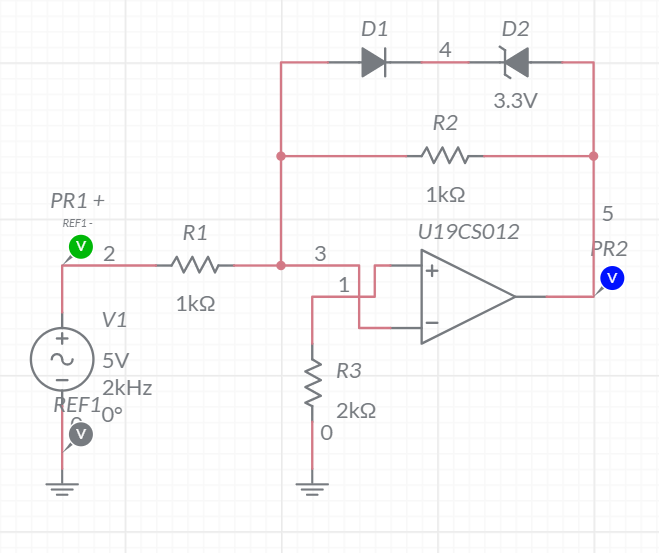 D1
4
D2
3.3V
R2
1kΩ
5
PR1 +
REF1-
V
2
R1
1kΩ
3
1
U19CS012
+
−
PR2
V
V1
+
−
5V
2kHz
0°
REF1
0
V
R3
2kΩ
0